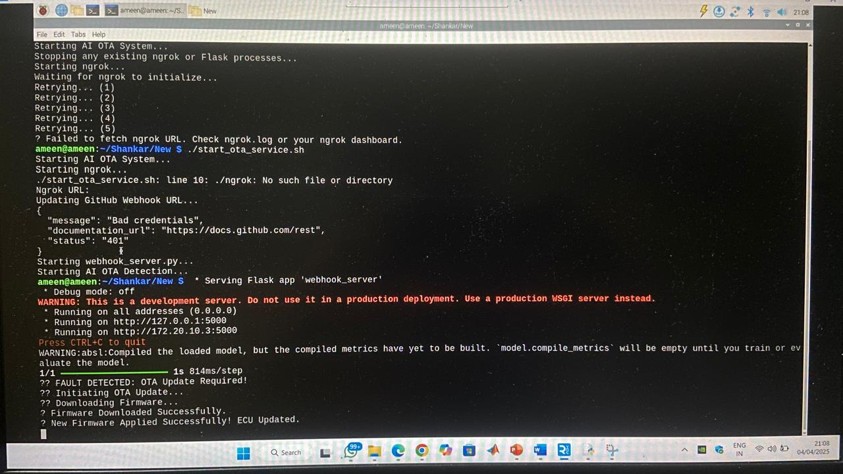 ameen@ameen: ~/S...
New
21:08
ameen@ameen: ~/Shankar/New
File Edit Tabs Help
Starting AI OTA System...
Stopping any existing ngrok or Flask processes...
Starting ngrok...
Waiting for ngrok to initialize...
Retrying... (1)
Retrying... (2)
Retrying... (3)
Retrying... (4)
Retrying... (5)
? Failed to fetch ngrok URL. Check ngrok.log or your ngrok dashboard.
ameen@ameen:~/Shankar/New $ ./start_ota_service.sh
Starting AI OTA System...
Starting ngrok...
./start_ota_service.sh: line 10: ./ngrok: No such file or directory
Ngrok URL:
Updating GitHub Webhook URL...
{
"message": "Bad credentials",
"documentation_url": "https://docs.github.com/rest",
"status": "401"
}
Starting webhook_server.py...
Starting AI OTA Detection...
ameen@ameen:~/Shankar/New $ * Serving Flask app 'webhook_server'
* Debug mode: off
WARNING: This is a development server. Do not use it in a production deployment. Use a production WSGI server instead.
* Running on all addresses (0.0.0.0)
* Running on http://127.0.0.1:5000
* Running on http://172.20.10.3:5000
Press CTRL+C to quit
WARNING:absl:Compiled the loaded model, but the compiled metrics have yet to be built. `model.compile_metrics` will be empty until you train or ev
aluate the model.
1/1 1s 814ms/step
?? FAULT DETECTED: OTA Update Required!
?? Initiating OTA Update...
?? Downloading Firmware...
? Firmware Downloaded Successfully.
? New Firmware Applied Successfully! ECU Updated.
Search
99+
ENG
IN
21:08
04/04/2025